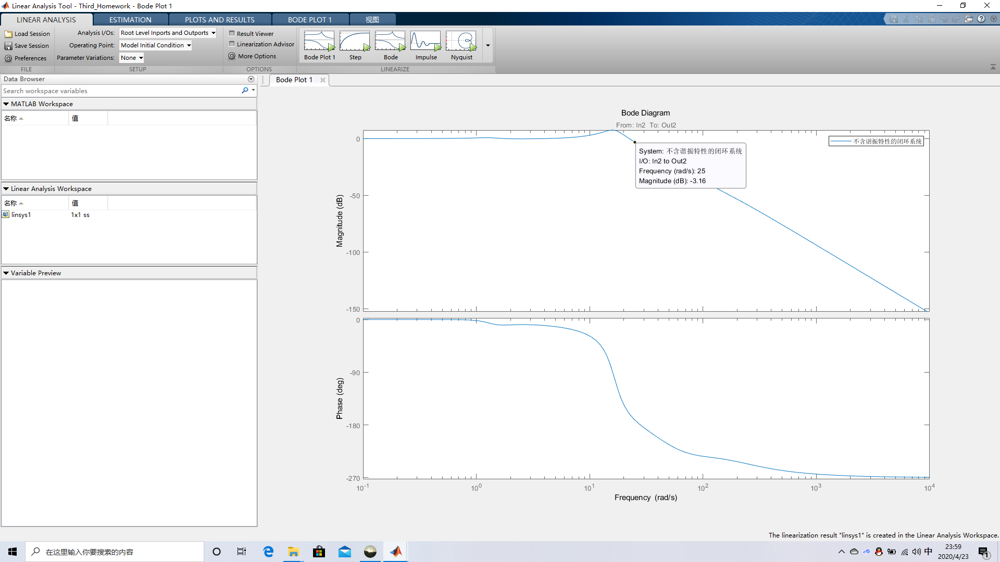 Linear Analysis Tool - Third_Homework - Bode Plot 1
LINEAR ANALYSIS
ESTIMATION
PLOTS AND RESULTS
BODE PLOT 1
视图
Load Session
Save Session
Preferences
FILE
Analysis I/Os: Root Level Inports and Outports
Operating Point: Model Initial Condition
Parameter Variations: None
SETUP
Result Viewer
Linearization Advisor
More Options
OPTIONS
Bode Plot 1
Step
Bode
Impulse
Nyquist
LINEARIZE
Data Browser
Search workspace variables
MATLAB Workspace
名称 值
Linear Analysis Workspace
名称 值
linsys1 1x1 ss
Variable Preview
Bode Plot 1
Bode Diagram
From: In2 To: Out2
不含谐振特性的闭环系统
System: 不含谐振特性的闭环系统
I/O: In2 to Out2
Frequency (rad/s): 25
Magnitude (dB): -3.16
Magnitude (dB)
0
-50
-100
-150
Phase (deg)
0
-90
-180
-270
10^-1 10^0 10^1 10^2 10^3 10^4
Frequency (rad/s)
The linearization result "linsys1" is created in the Linear Analysis Workspace.
在这里输入你要搜索的内容
中
23:59
2020/4/23
1